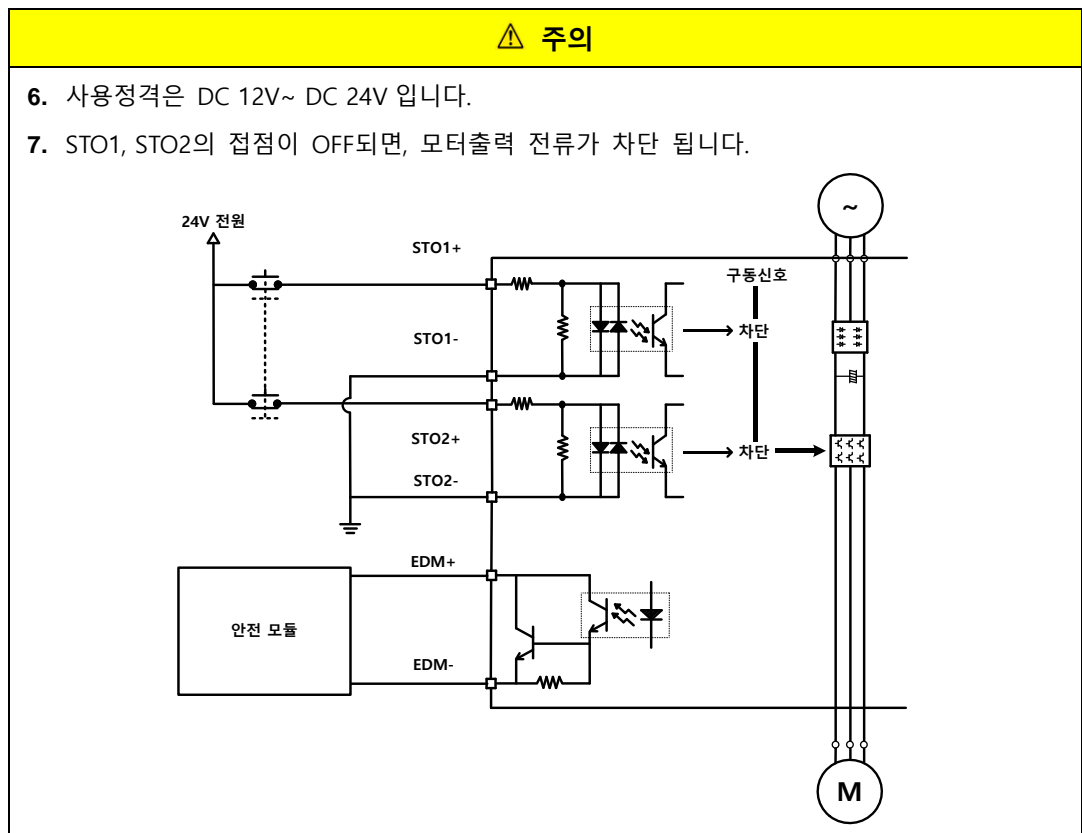 ⚠ 주의
6. 사용정격은 DC 12V~ DC 24V 입니다.
7. STO1, STO2의 접점이 OFF되면, 모터출력 전류가 차단 됩니다.
~
24V 전원
STO1+
구동신호
STO1-
차단
STO2+
차단
STO2-
EDM+
안전 모듈
EDM-
M